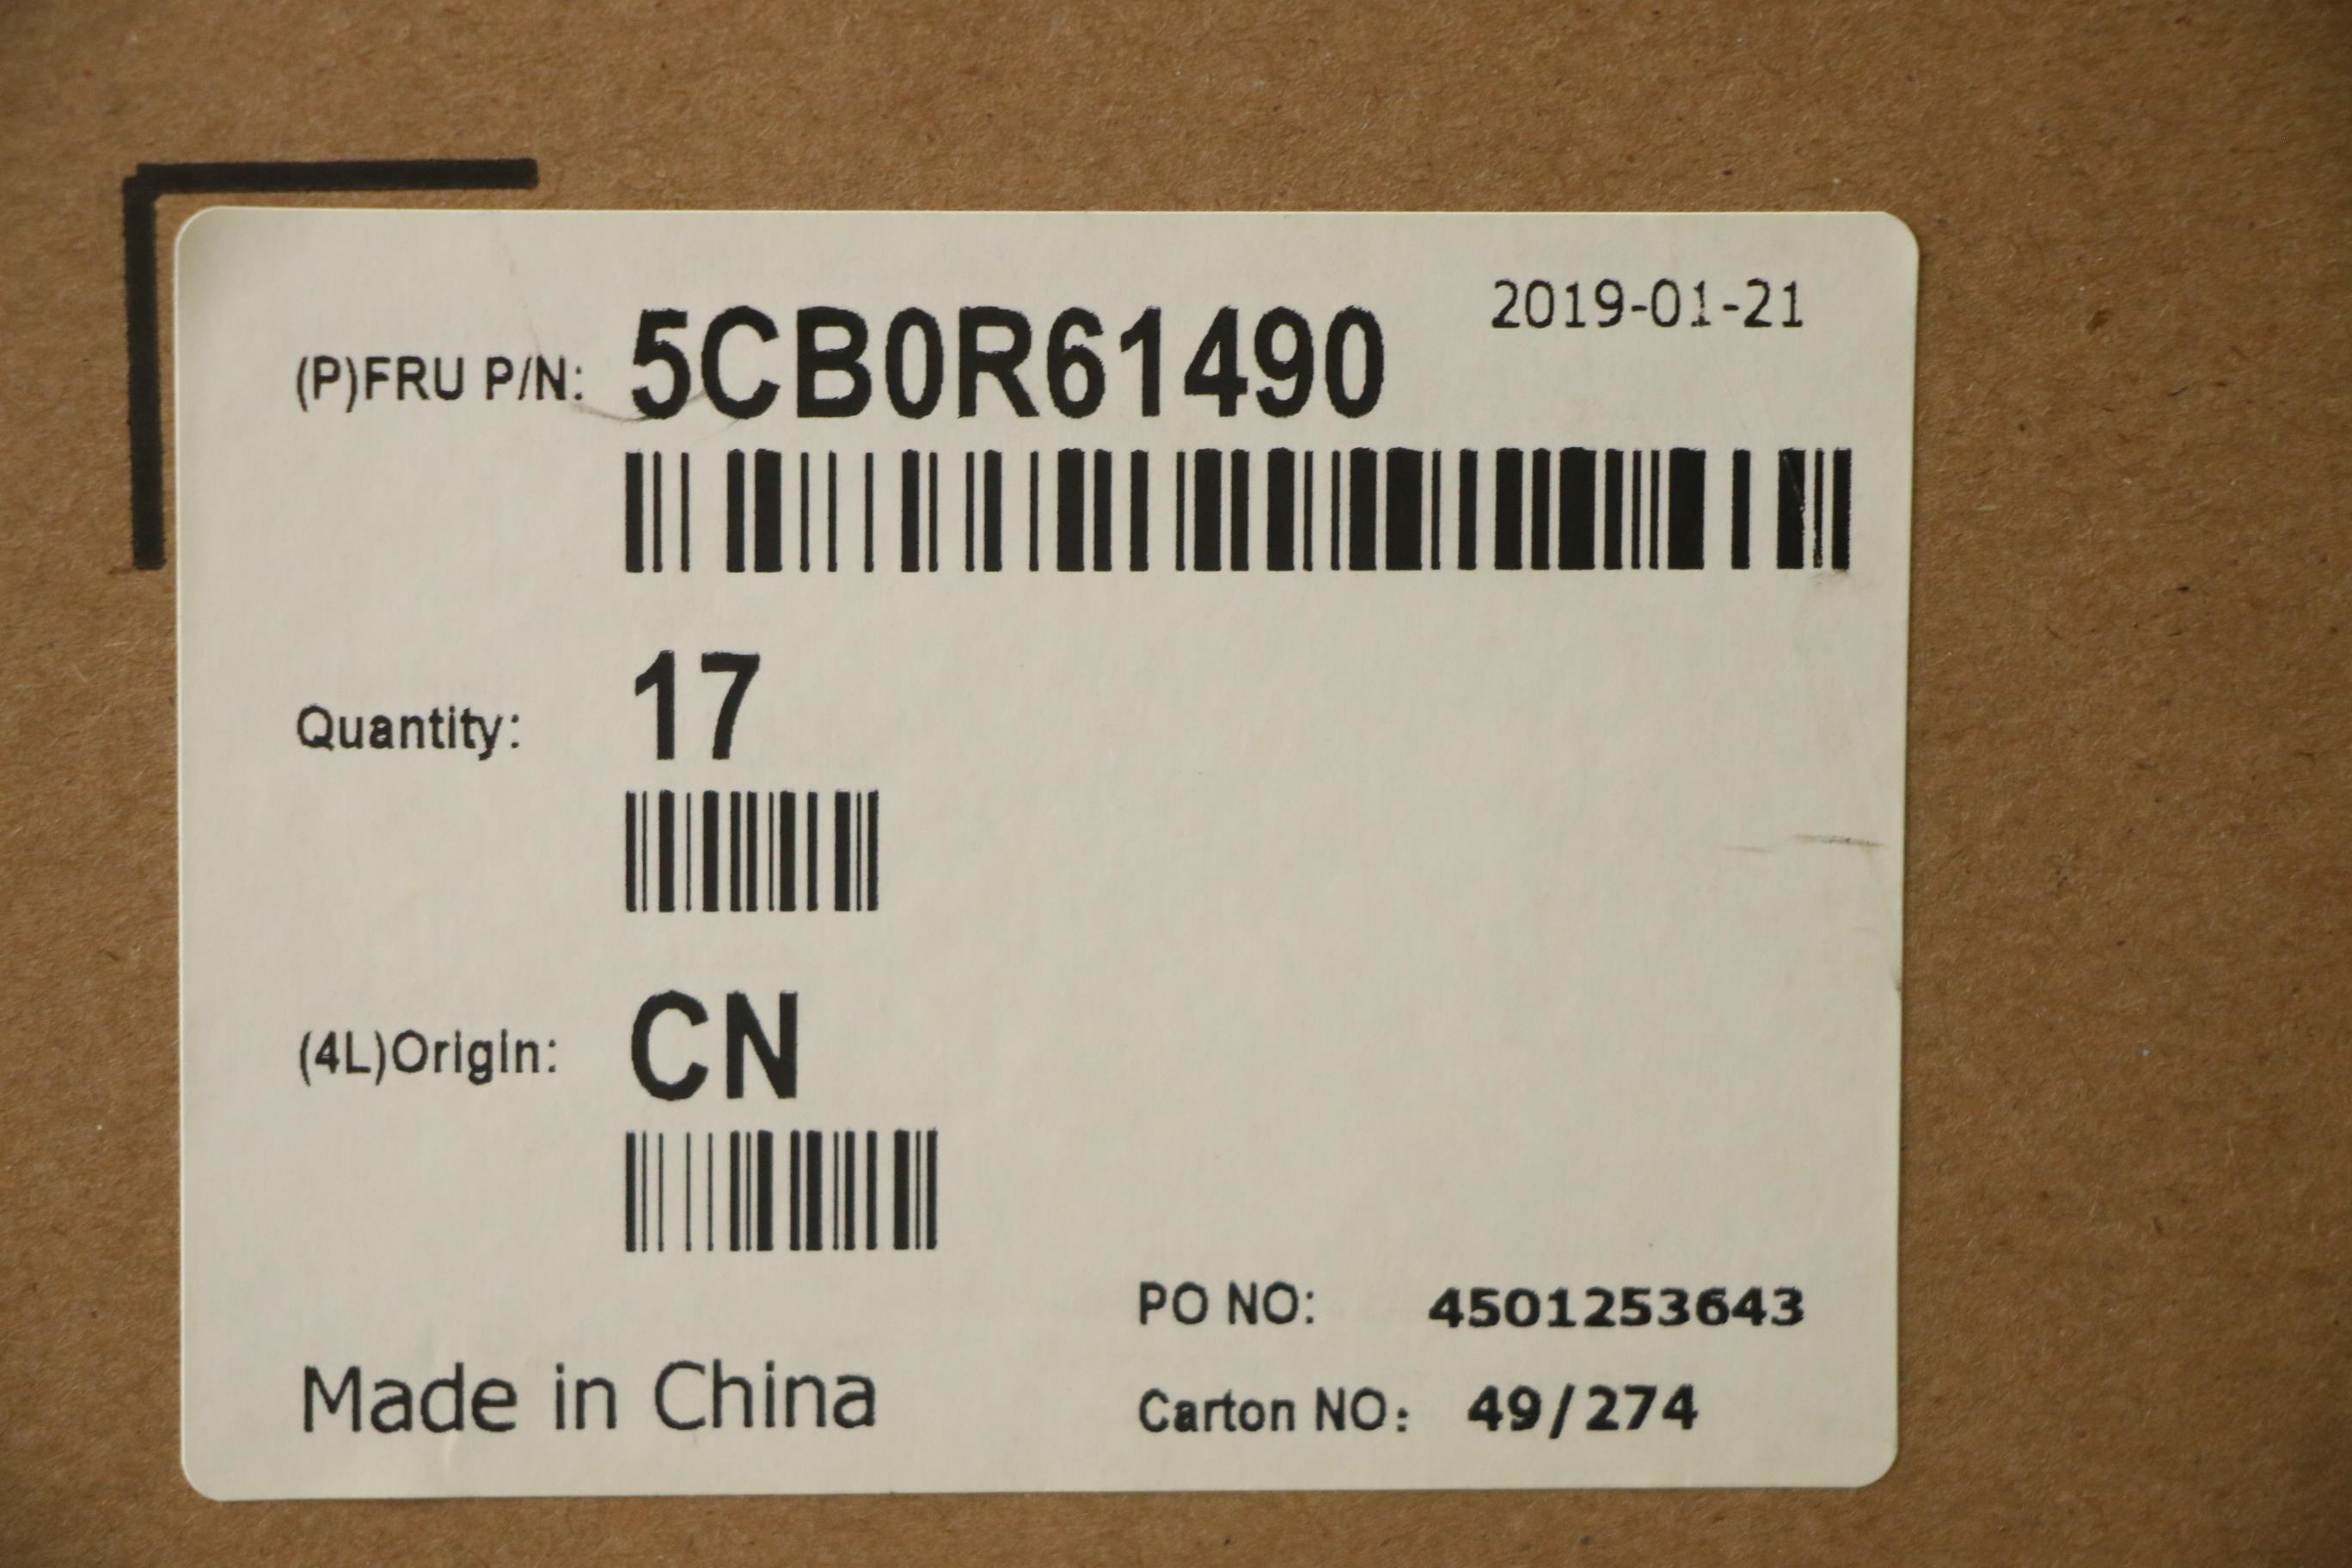 2019-01-21
(P)FRU P/N: 5CB0R61490
Quantity: 17
(4L)Origin: CN
PO NO: 4501253643
Made in China
Carton NO: 49/274